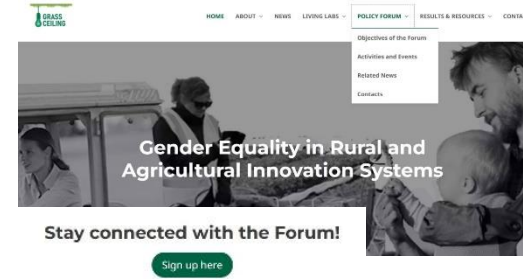 GRASS
CEILING
HOME ABOUT NEWS LIVING LABS POLICY FORUM RESULTS & RESOURCES CONTA
Objectives of the Forum
Activities and Events
Related News
Contacts
Gender Equality in Rural and
Agricultural Innovation Systems
Stay connected with the Forum!
Sign up here